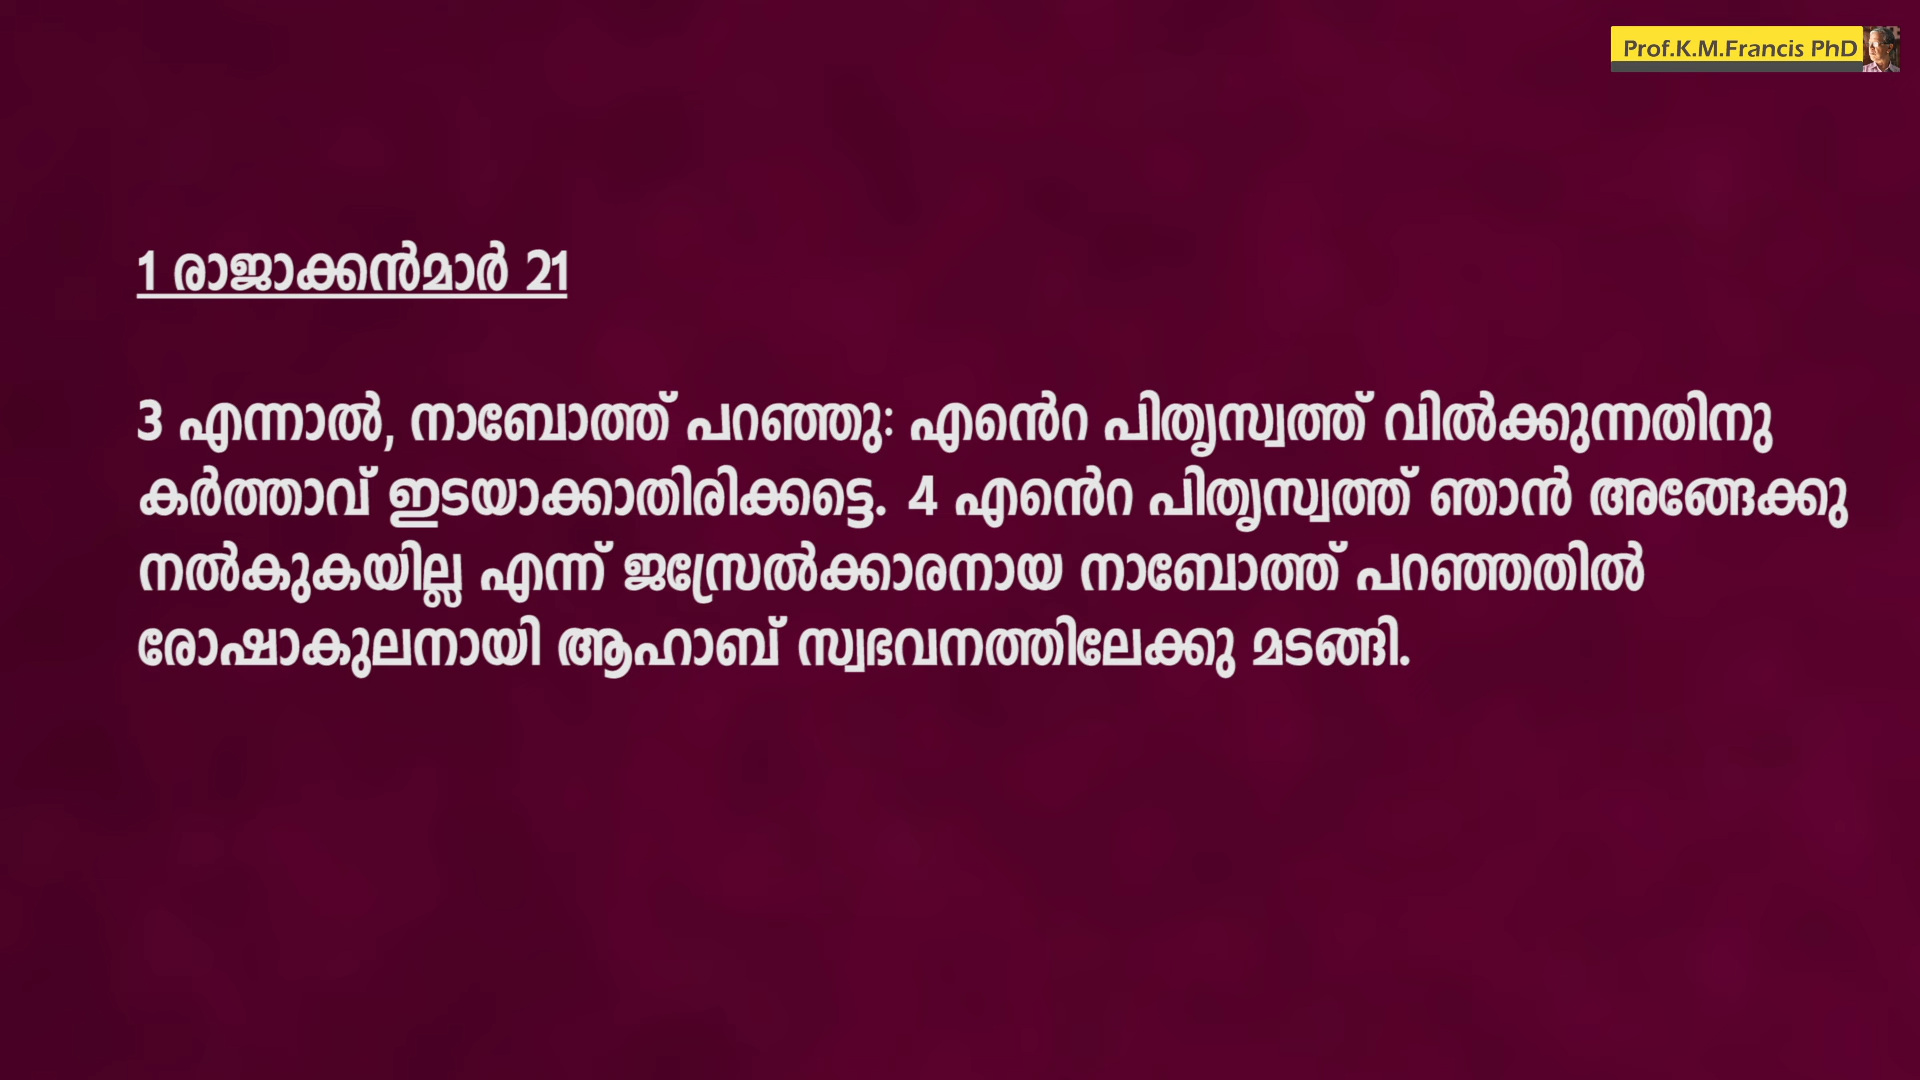 Prof.K.M.Francis PhD
1 രാജാക്കൻമാർ 21
3 എന്നാൽ, നാബോത്ത് പറഞ്ഞു: എന്റെ പിതൃസ്വത്ത് വിൽക്കുന്നതിനു
കർത്താവ് ഇടയാക്കാതിരിക്കട്ടെ. 4 എന്റെ പിതൃസ്വത്ത് ഞാൻ അങ്ങേക്കു
നൽകുകയില്ല എന്ന് ജസ്രേൽക്കാരനായ നാബോത്ത് പറഞ്ഞതിൽ
രോഷാകുലനായി ആഹാബ് സ്വഭവനത്തിലേക്കു മടങ്ങി.